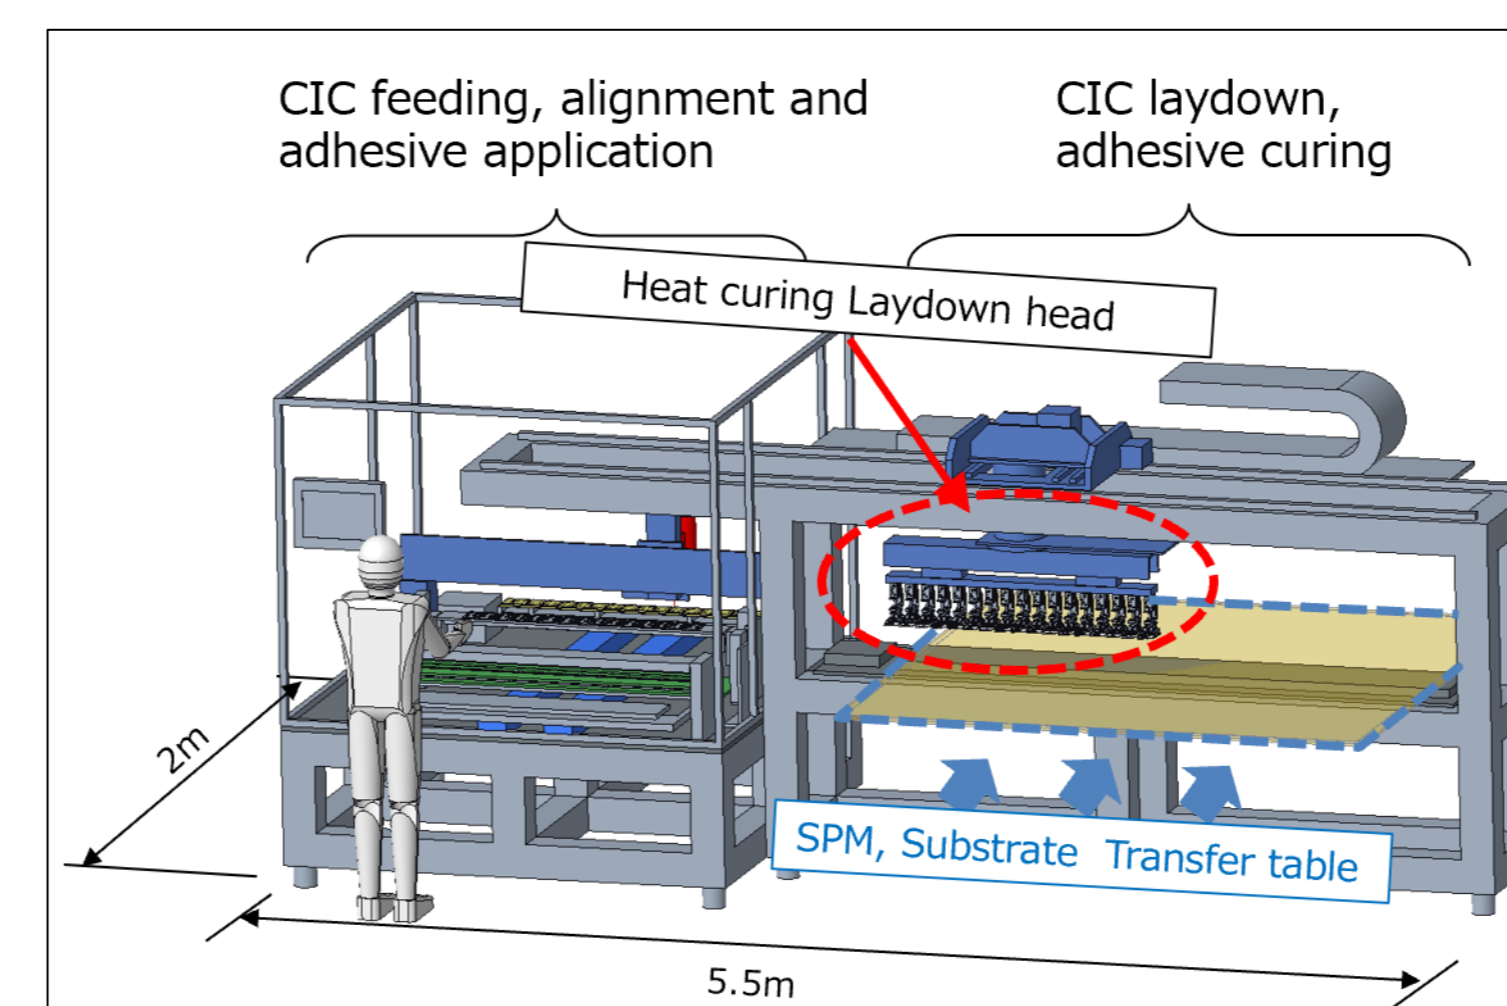 CIC feeding, alignment and
adhesive application
CIC laydown,
adhesive curing
Heat curing Laydown head
2m
SPM, Substrate Transfer table
5.5m